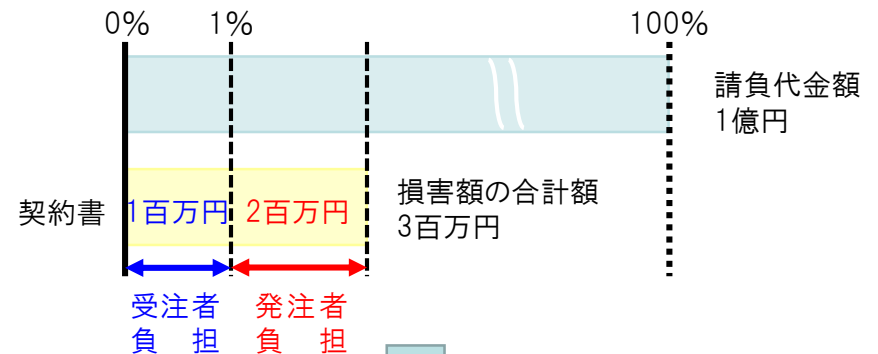 0% 1% 100%
請負代金額
1億円
契約書 1百万円 2百万円 損害額の合計額
3百万円
受注者 発注者
負 担 負 担